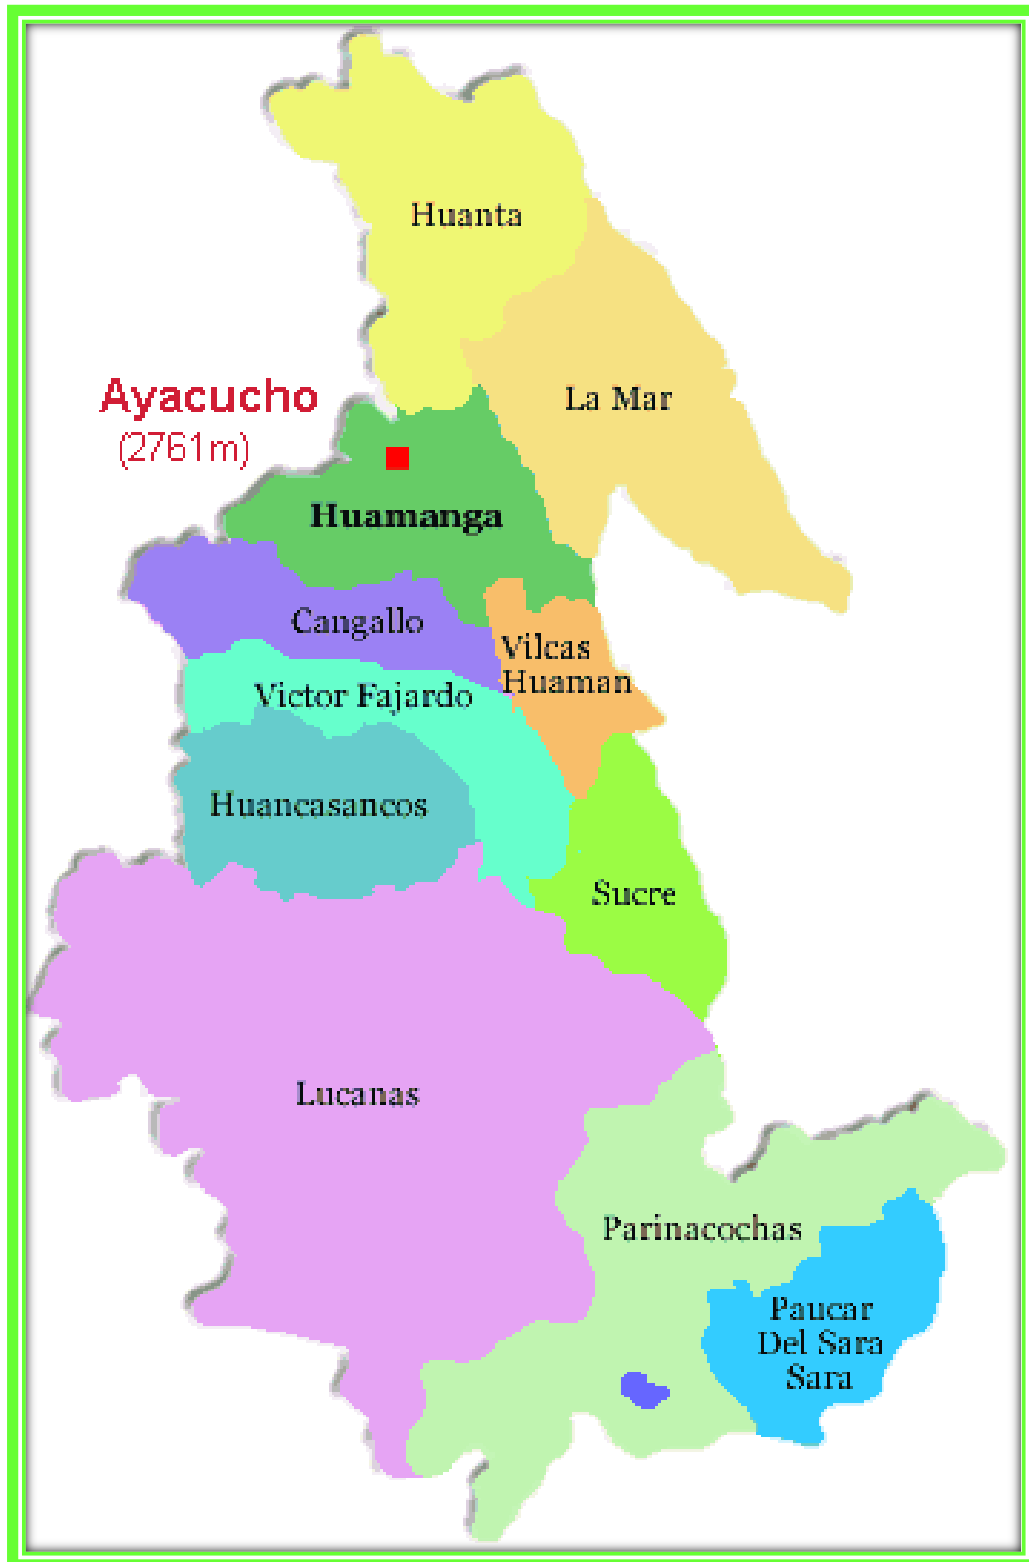 Huanta
La Mar
Ayacucho
(2761m)
Huamanga
Cangallo
Vilcas
Huaman
Victor Fajardo
Huancasancos
Sucre
Lucanas
Parinacochas
Paucar
Del Sara
Sara